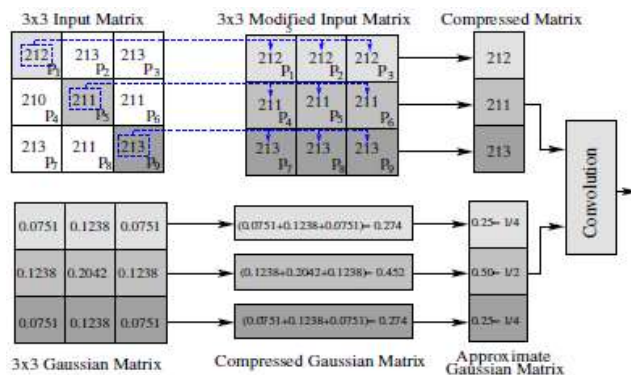 3x3 Input Matrix
3x3 Modified Input Matrix
Compressed Matrix
212 P1 213 P2 213 P3
210 P4 211 P5 211 P6
213 P7 211 P8 213 P9
212 P1 212 P2 212 P3
211 P4 211 P5 211 P6
213 P7 213 P8 213 P9
212
211
213
Convolution
0.0751 0.1238 0.0751
0.1238 0.2042 0.1238
0.0751 0.1238 0.0751
(0.0751+0.1238+0.0751)= 0.274
(0.1238+0.2042+0.1238)= 0.452
(0.0751+0.1238+0.0751)= 0.274
0.25= 1/4
0.50= 1/2
0.25= 1/4
3x3 Gaussian Matrix
Compressed Gaussian Matrix
Approximate
Gaussian Matrix